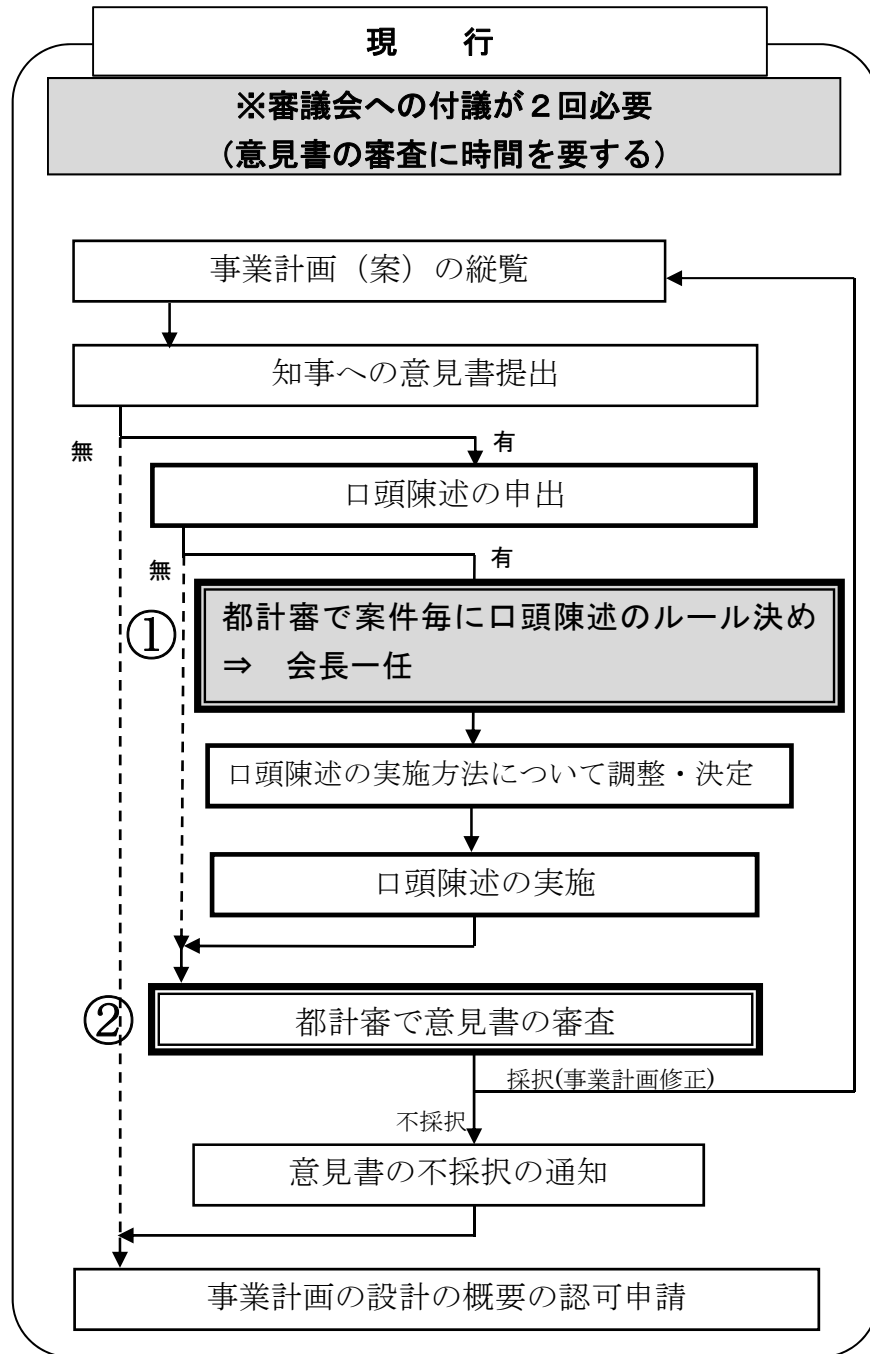 現　　行
※審議会への付議が２回必要
（意見書の審査に時間を要する）
事業計画（案）の縦覧
知事への意見書提出
無
有
口頭陳述の申出
無
有
①
都計審で案件毎に口頭陳述のルール決め
⇒　会長一任
口頭陳述の実施方法について調整・決定
口頭陳述の実施
②
都計審で意見書の審査
採択(事業計画修正)
不採択
意見書の不採択の通知
事業計画の設計の概要の認可申請